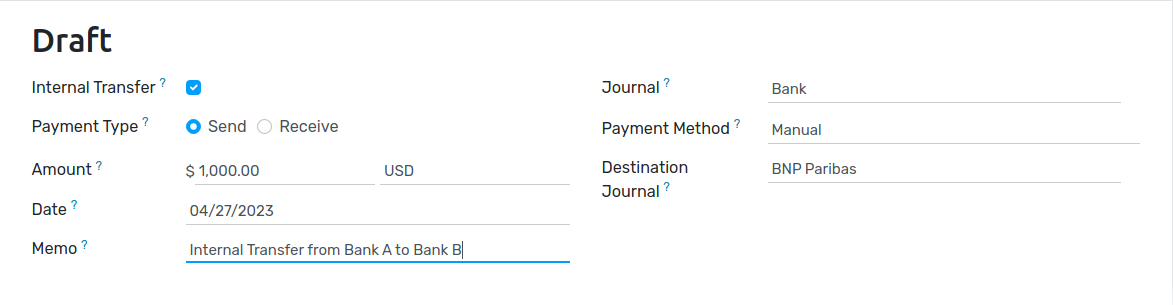 Draft
Internal Transfer ?
Payment Type ? Send Receive
Amount ? $ 1,000.00 USD
Date ? 04/27/2023
Memo ? Internal Transfer from Bank A to Bank B
Journal ? Bank
Payment Method ? Manual
Destination BNP Paribas
Journal ?